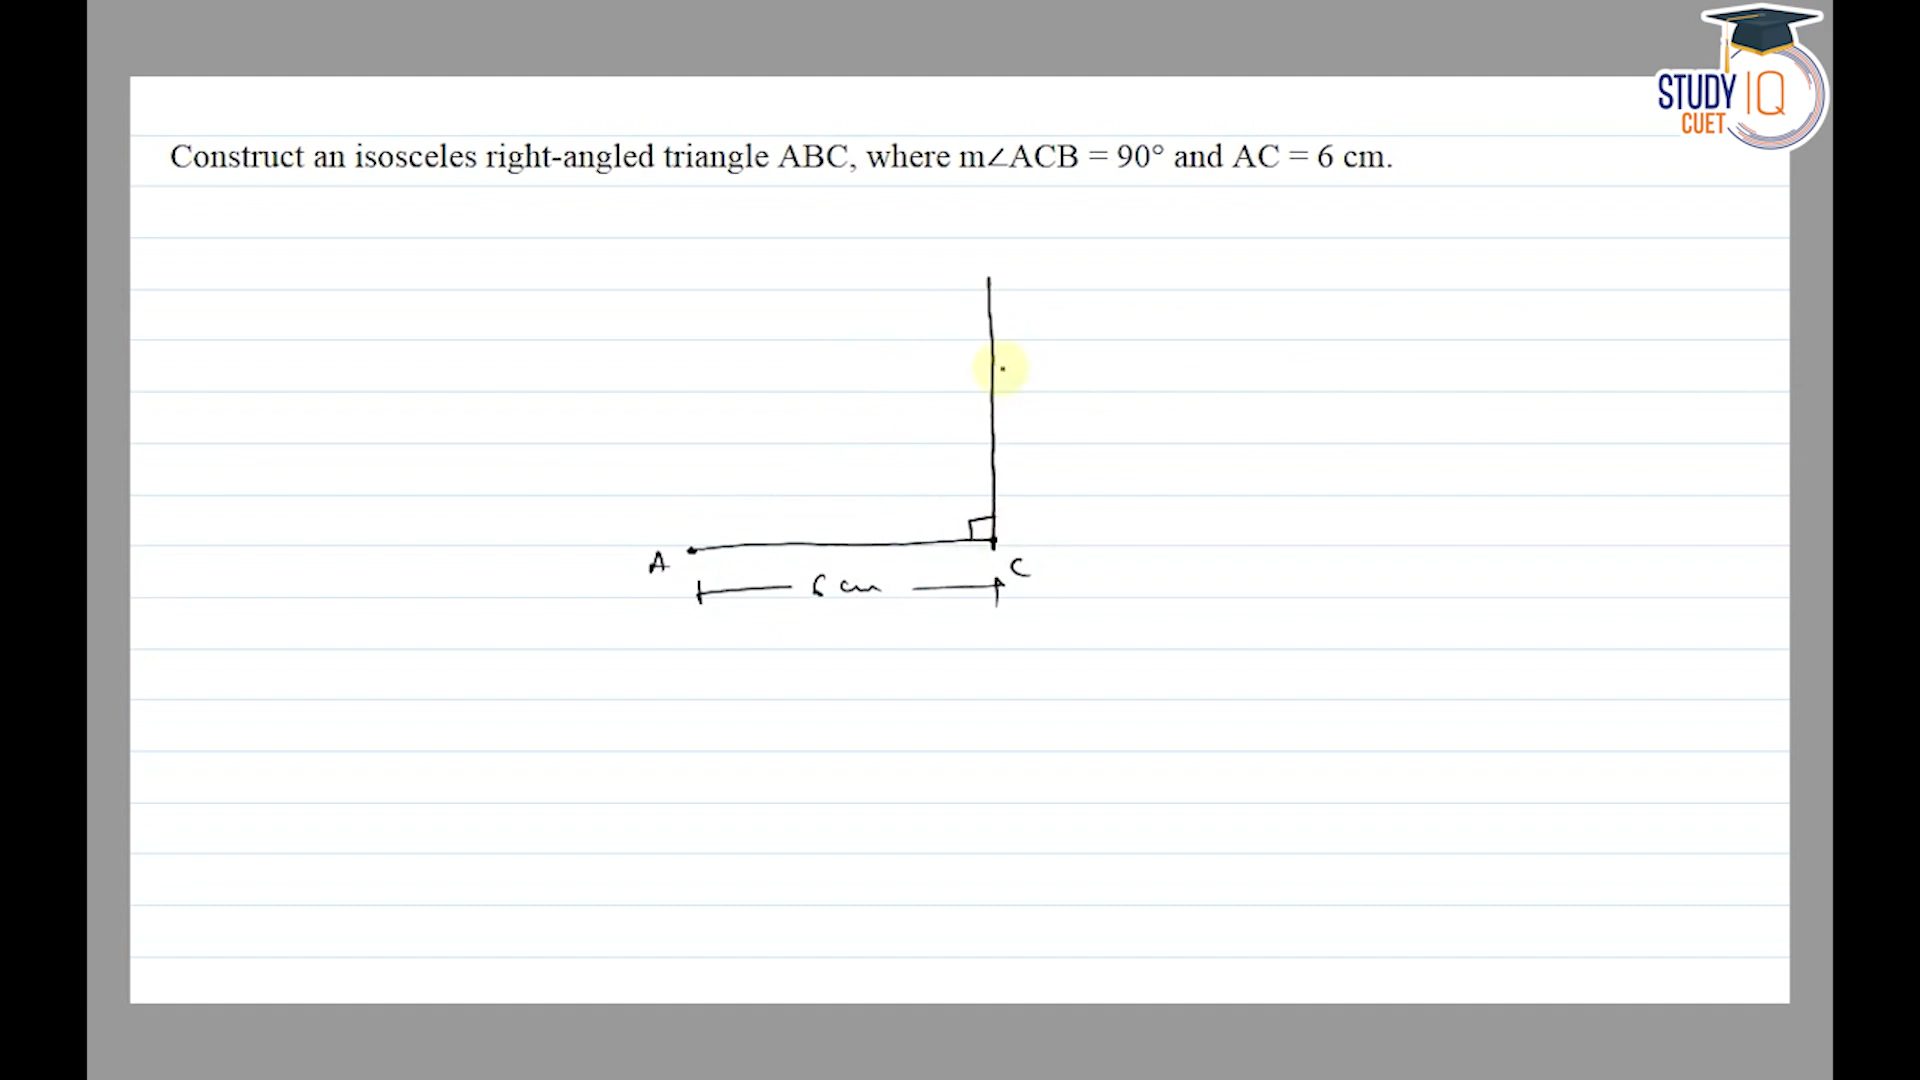 STUDY IQ
CUET
Construct an isosceles right-angled triangle ABC, where m∠ACB = 90° and AC = 6 cm.
A
C
6 cm